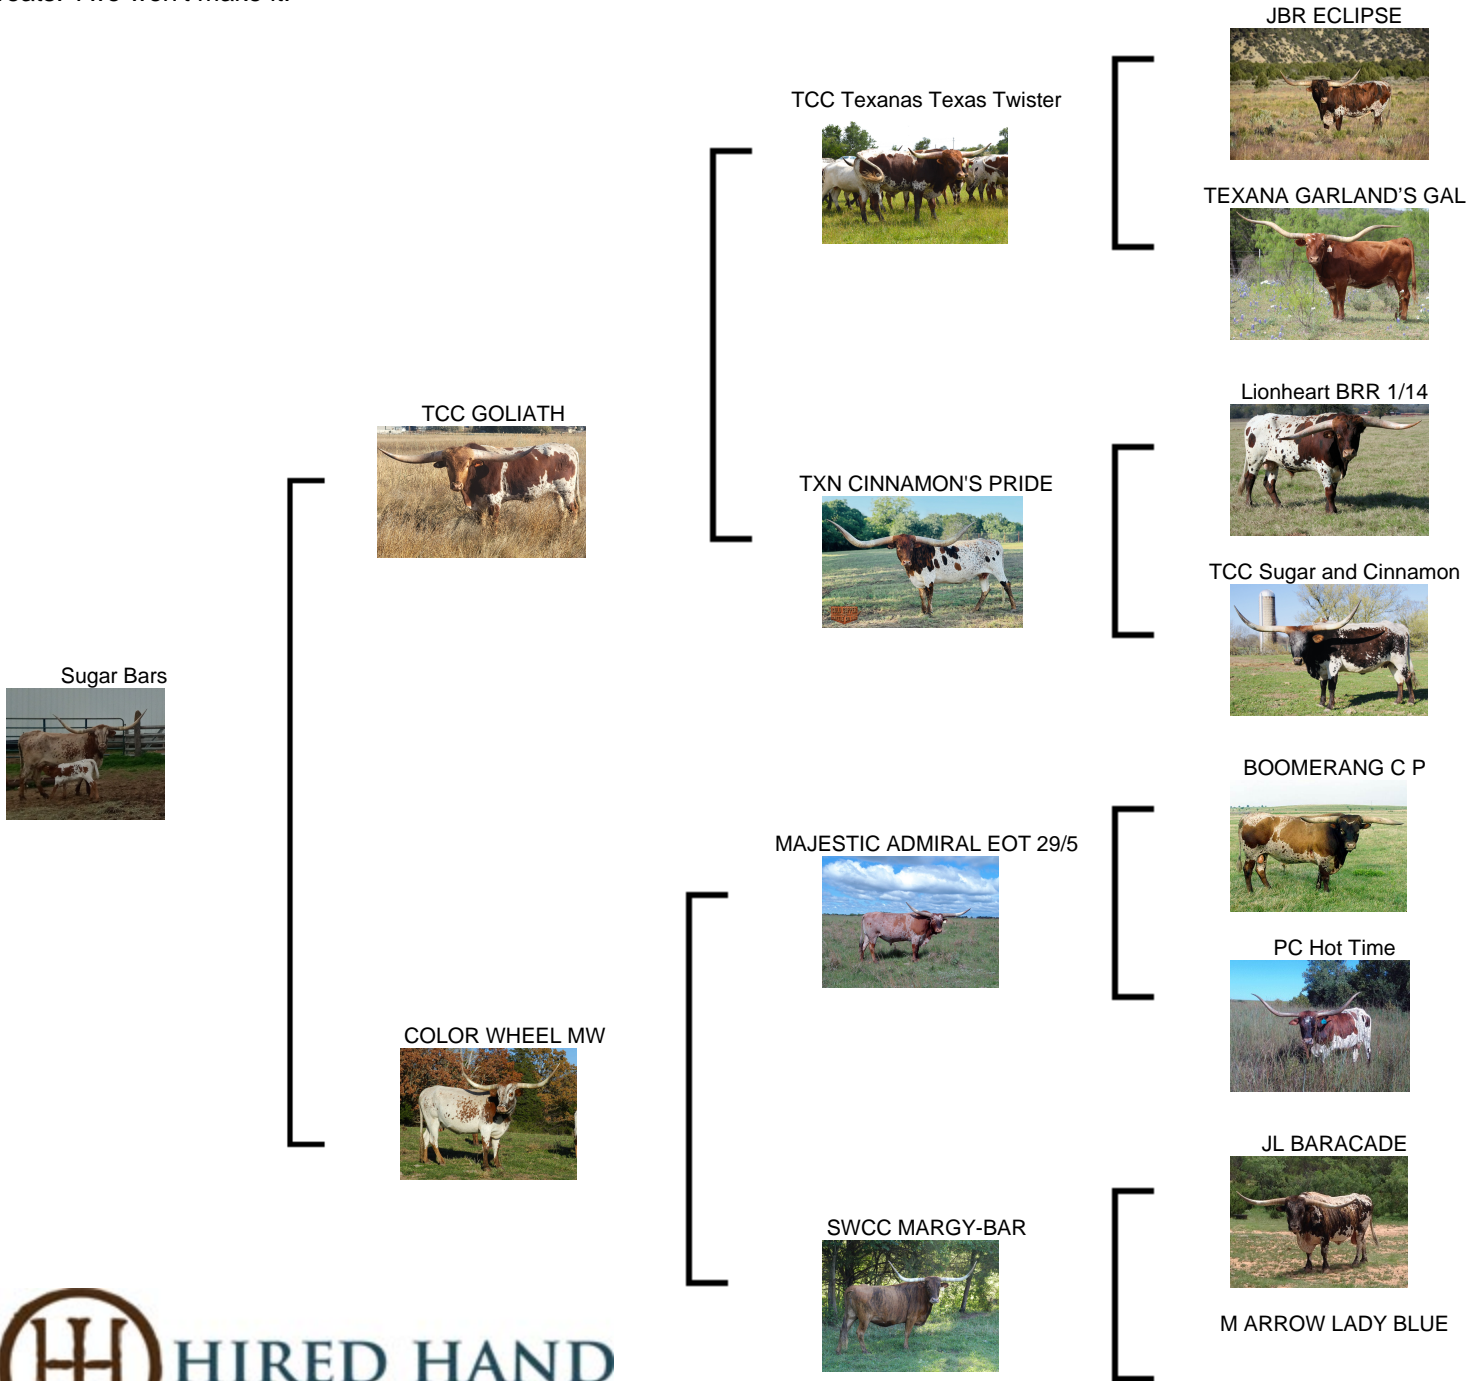 JBR ECLIPSE
TCC Texanas Texas Twister
TEXANA GARLAND'S GAL
Lionheart BRR 1/14
TCC GOLIATH
TXN CINNAMON'S PRIDE
TCC Sugar and Cinnamon
Sugar Bars
BOOMERANG C P
MAJESTIC ADMIRAL EOT 29/5
PC Hot Time
COLOR WHEEL MW
JL BARACADE
SWCC MARGY-BAR
M ARROW LADY BLUE
HIRED HAND